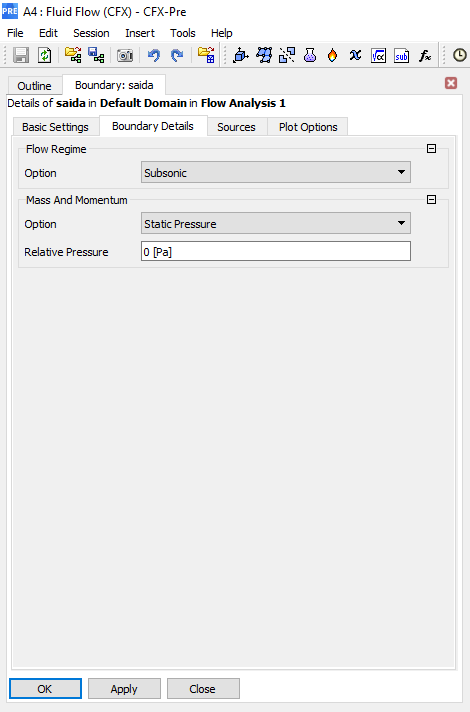 PRE A4 : Fluid Flow (CFX) - CFX-Pre
File Edit Session Insert Tools Help
Outline Boundary: saida
Details of saida in Default Domain in Flow Analysis 1
Basic Settings Boundary Details Sources Plot Options
Flow Regime
Option Subsonic
Mass And Momentum
Option Static Pressure
Relative Pressure 0 [Pa]
OK Apply Close